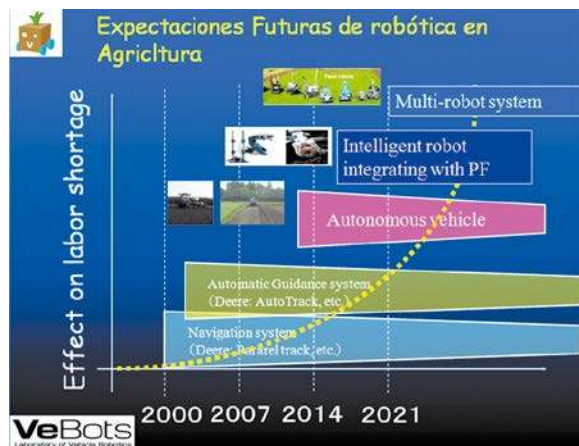 Expectaciones Futuras de robótica en
Agricltura
Multi-robot system
Intelligent robot
integrating with PF
Autonomous vehicle
Automatic Guidance system
(Deere: AutoTrack, etc.)
Navigation system
(Deere: Pararel track, etc.)
Effect on labor shortage
2000 2007 2014 2021
VeBots
Laboratory of Vehicle Robotics